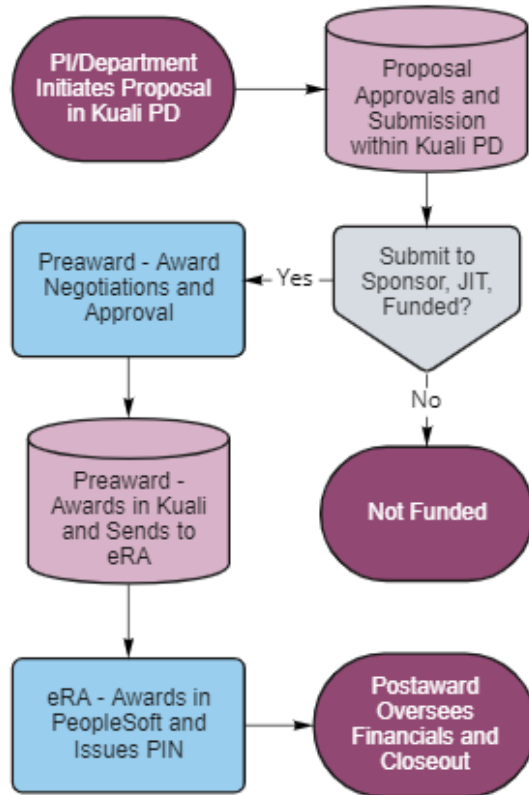 PI/Department
Initiates Proposal
in Kuali PD
Proposal
Approvals and
Submission
within Kuali PD
Submit to
Sponsor, JIT,
Funded?
Yes
Preaward - Award
Negotiations and
Approval
No
Not Funded
Preaward -
Awards in Kuali
and Sends to
eRA
eRA - Awards in
PeopleSoft and
Issues PIN
Postaward
Oversees
Financials and
Closeout